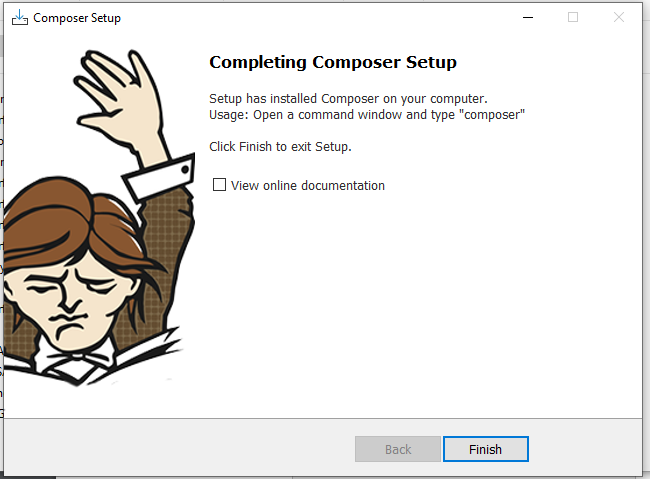 Composer Setup
Completing Composer Setup
Setup has installed Composer on your computer.
Usage: Open a command window and type "composer"
Click Finish to exit Setup.
View online documentation
Back
Finish